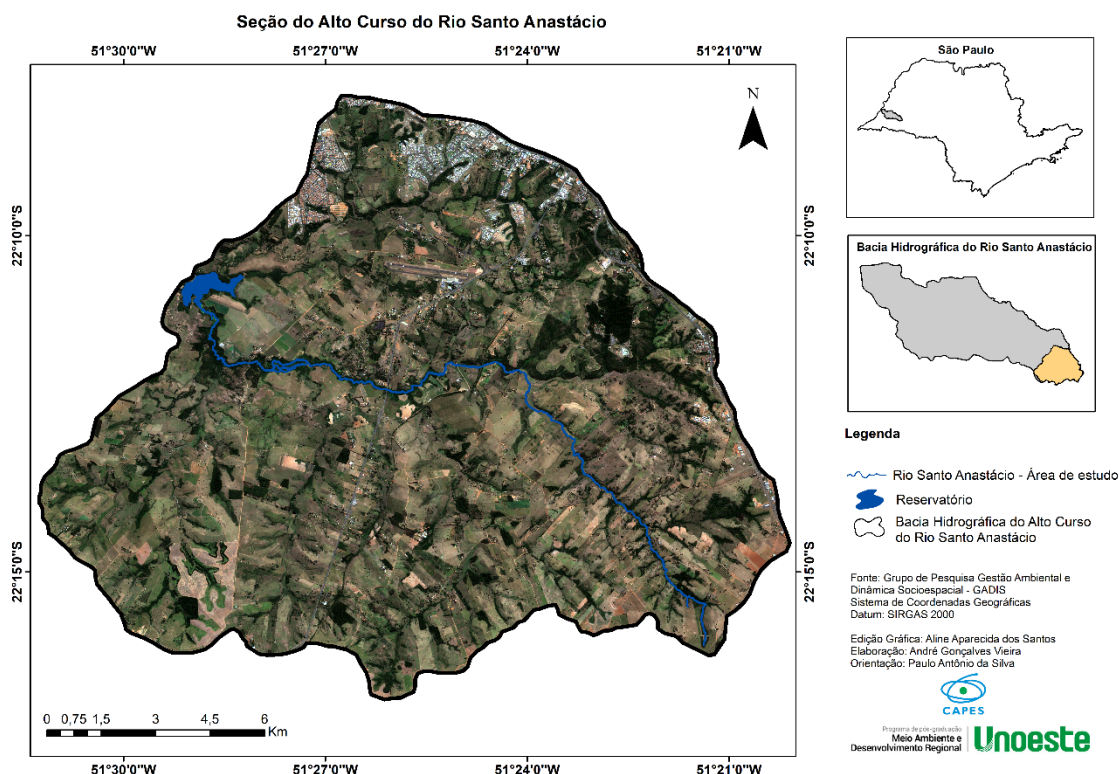 Seção do Alto Curso do Rio Santo Anastácio
51°30'0"W 51°27'0"W 51°24'0"W 51°21'0"W
N
22°10'0"S 22°10'0"S
22°15'0"S 22°15'0"S
0 0,75 1,5 3 4,5 6
Km
51°30'0"W 51°27'0"W 51°24'0"W 51°21'0"W
São Paulo
Bacia Hidrográfica do Rio Santo Anastácio
Legenda
Rio Santo Anastácio - Área de estudo
Reservatório
Bacia Hidrográfica do Alto Curso
do Rio Santo Anastácio
Fonte: Grupo de Pesquisa Gestão Ambiental e
Dinâmica Socioespacial - GADIS
Sistema de Coordenadas Geográficas
Datum: SIRGAS 2000
Edição Gráfica: Aline Aparecida dos Santos
Elaboração: André Gonçalves Vieira
Orientação: Paulo Antônio da Silva
CAPES
Programa de pós-graduação
Meio Ambiente e
Desenvolvimento Regional
Unoeste